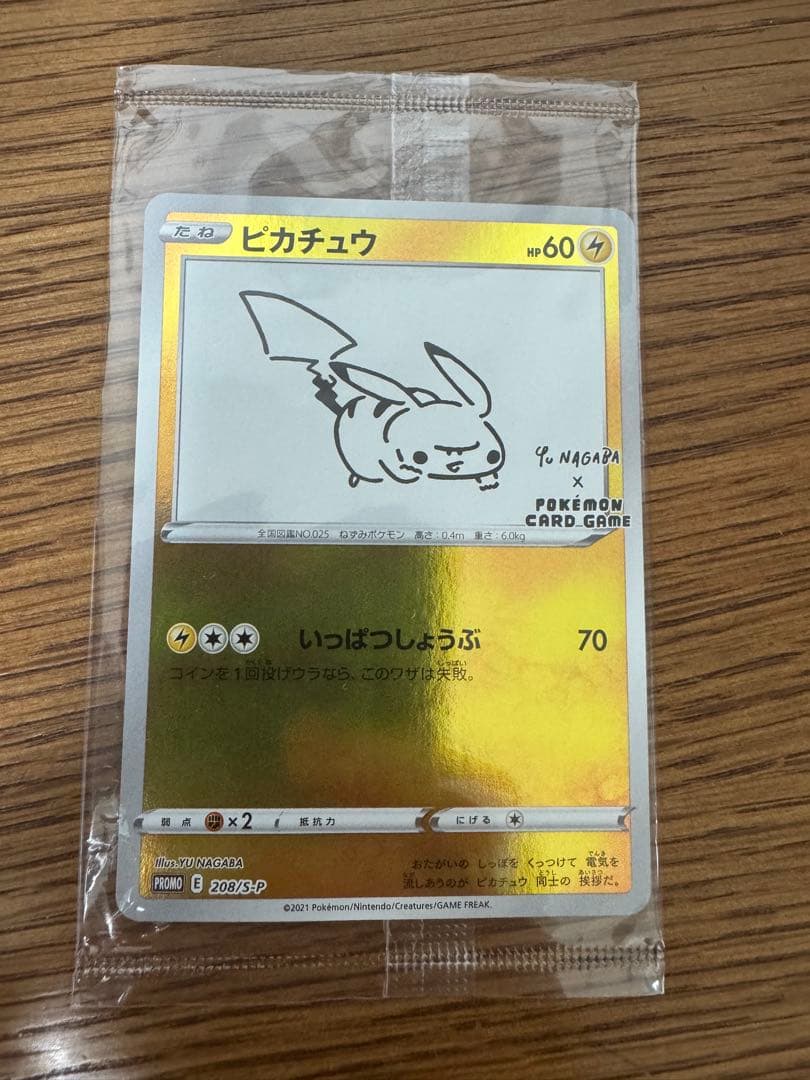 たね ピカチュウ HP60
Yu NAGABA
×
POKÉMON
CARD GAME
全国図鑑NO.025 ねずみポケモン 高さ:0.4m 重さ:6.0kg
いっぱつしょうぶ 70
コインを1回投げウラなら、このワザは失敗。
弱点 ×2 抵抗力 にげる
Illus.YU NAGABA
おたがいの しっぽを くっつけて 電気を
流しあうのが ピカチュウ 同士の 挨拶だ。
PROMO E 208/S-P
©2021 Pokémon/Nintendo/Creatures/GAME FREAK.